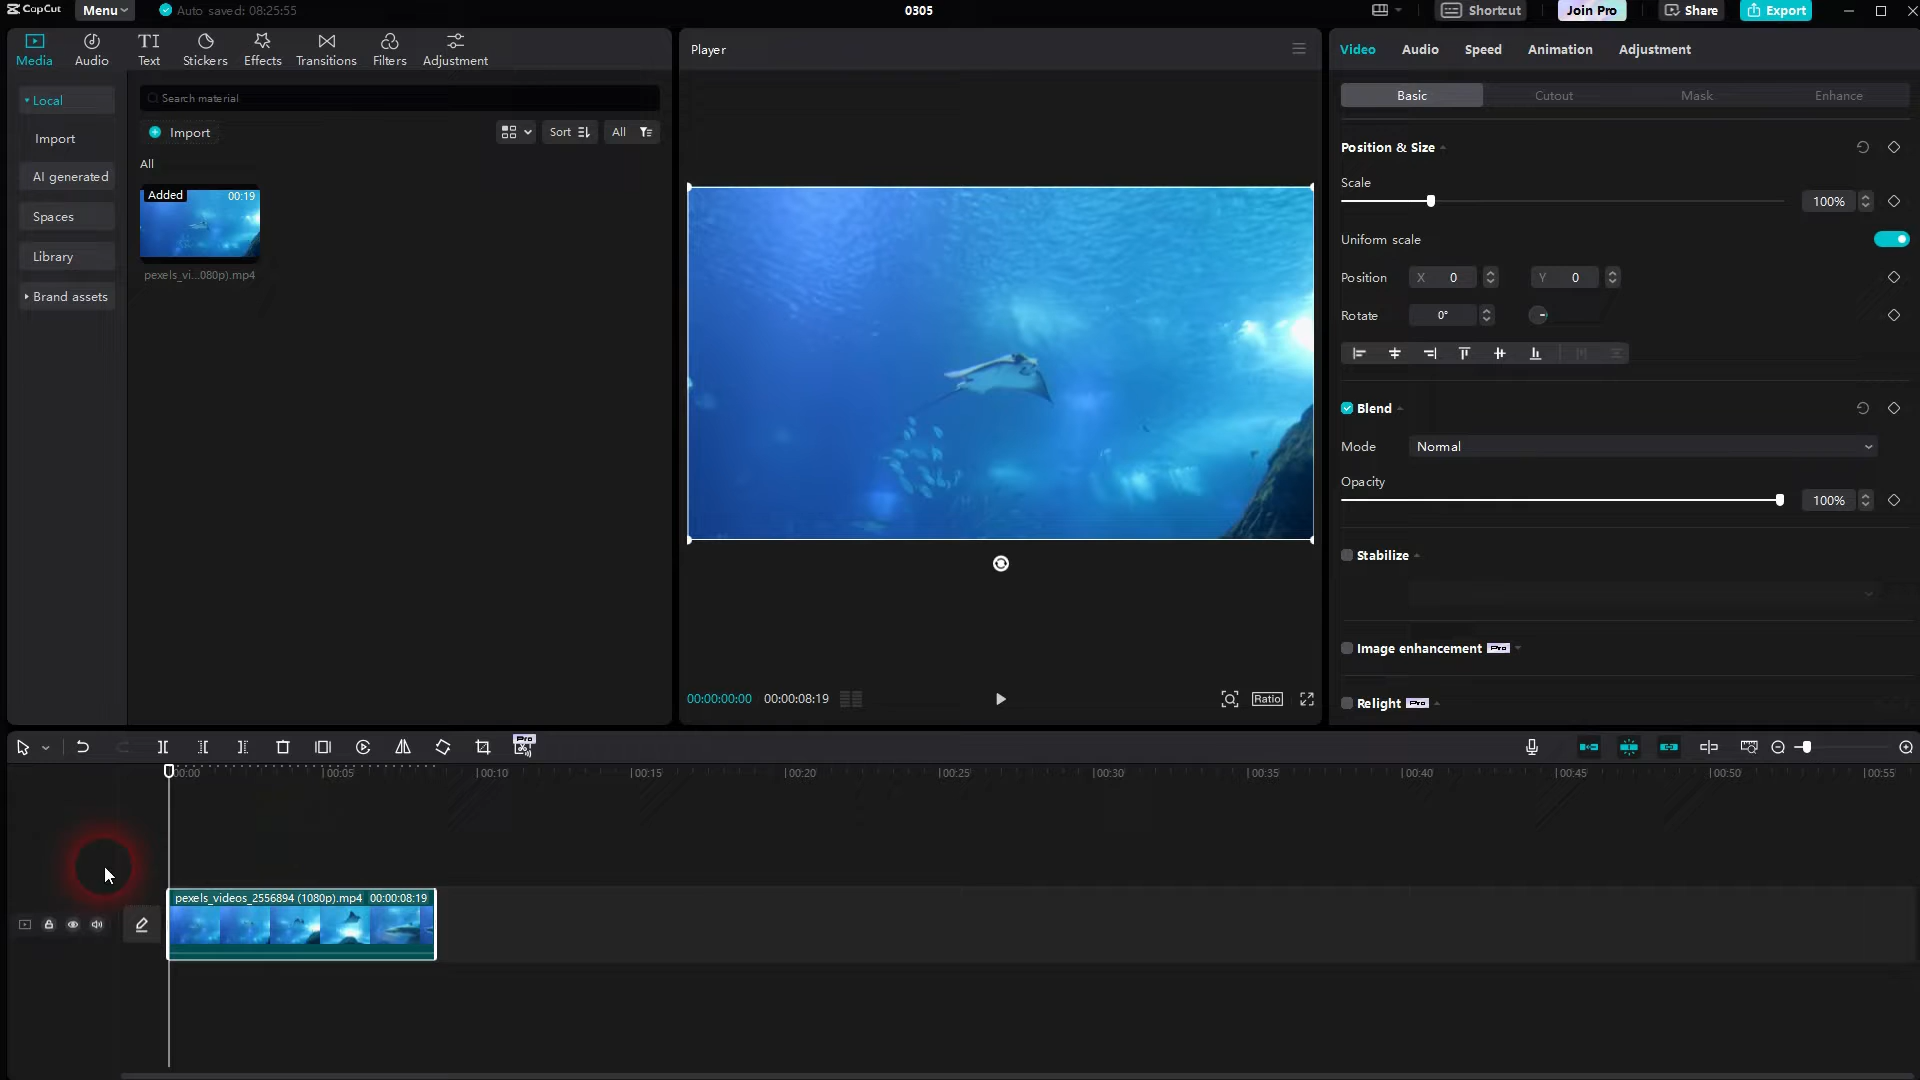 CapCut Menu Auto saved: 08:25:55 0305 Shortcut Join Pro Share Export
Media Audio Text Stickers Effects Transitions Filters Adjustment
Local
Import
AI generated
Spaces
Library
Brand assets
Search material
Import Sort All
All
Added 00:19
pexels_vi...080p).mp4
Player
00:00:00:00 00:00:08:19 Ratio
Video Audio Speed Animation Adjustment
Basic Cutout Mask Enhance
Position & Size
Scale
100%
Uniform scale
Position X 0 Y 0
Rotate 0°
Blend
Mode Normal
Opacity
100%
Stabilize
Image enhancement Pro
Relight Pro
Pro
00:00 00:05 00:10 00:15 00:20 00:25 00:30 00:35 00:40 00:45 00:50 00:55
pexels_videos_2556894 (1080p).mp4 00:00:08:19